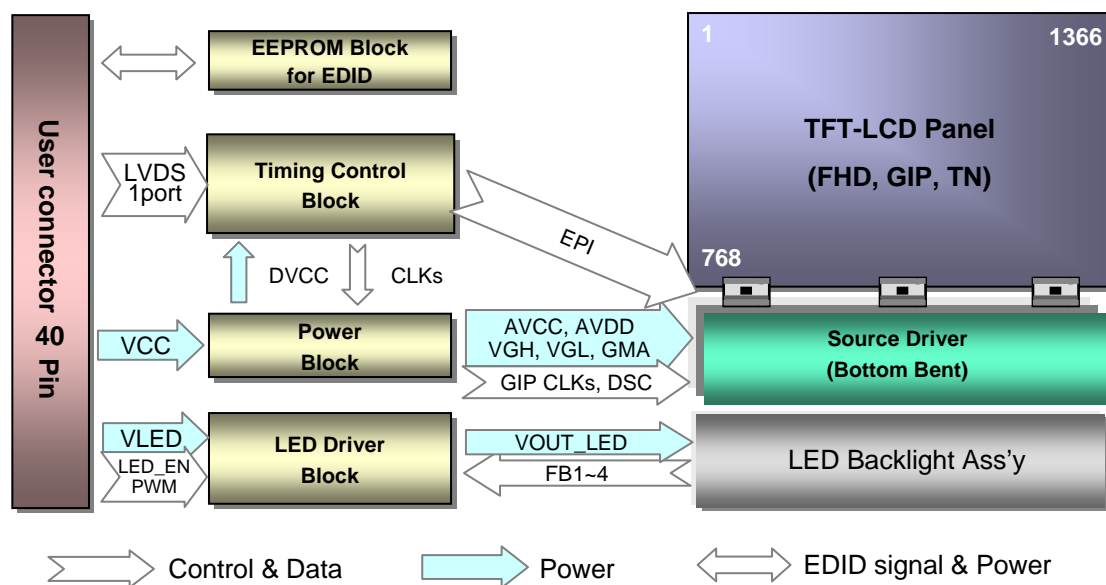 User connector 40 Pin
EEPROM Block
for EDID
1
1366
TFT-LCD Panel
(FHD, GIP, TN)
768
LVDS
1port
Timing Control
Block
EPI
DVCC
CLKs
VCC
Power
Block
AVCC, AVDD
VGH, VGL, GMA
GIP CLKs, DSC
Source Driver
(Bottom Bent)
VLED
LED_EN
PWM
LED Driver
Block
VOUT_LED
FB1~4
LED Backlight Ass’y
Control & Data
Power
EDID signal & Power